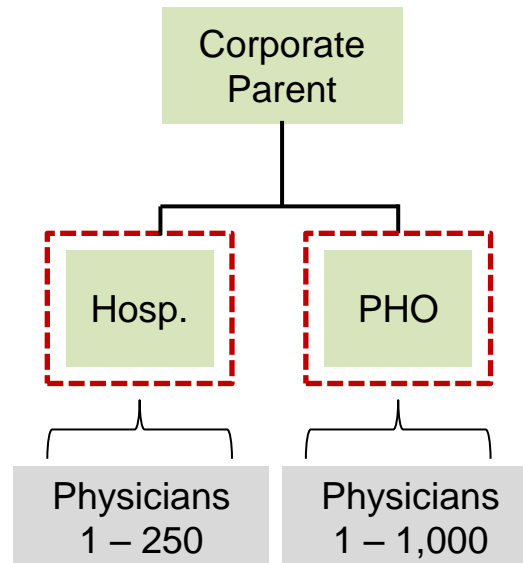 Corporate
Parent
Hosp.
PHO
Physicians
1 – 250
Physicians
1 – 1,000